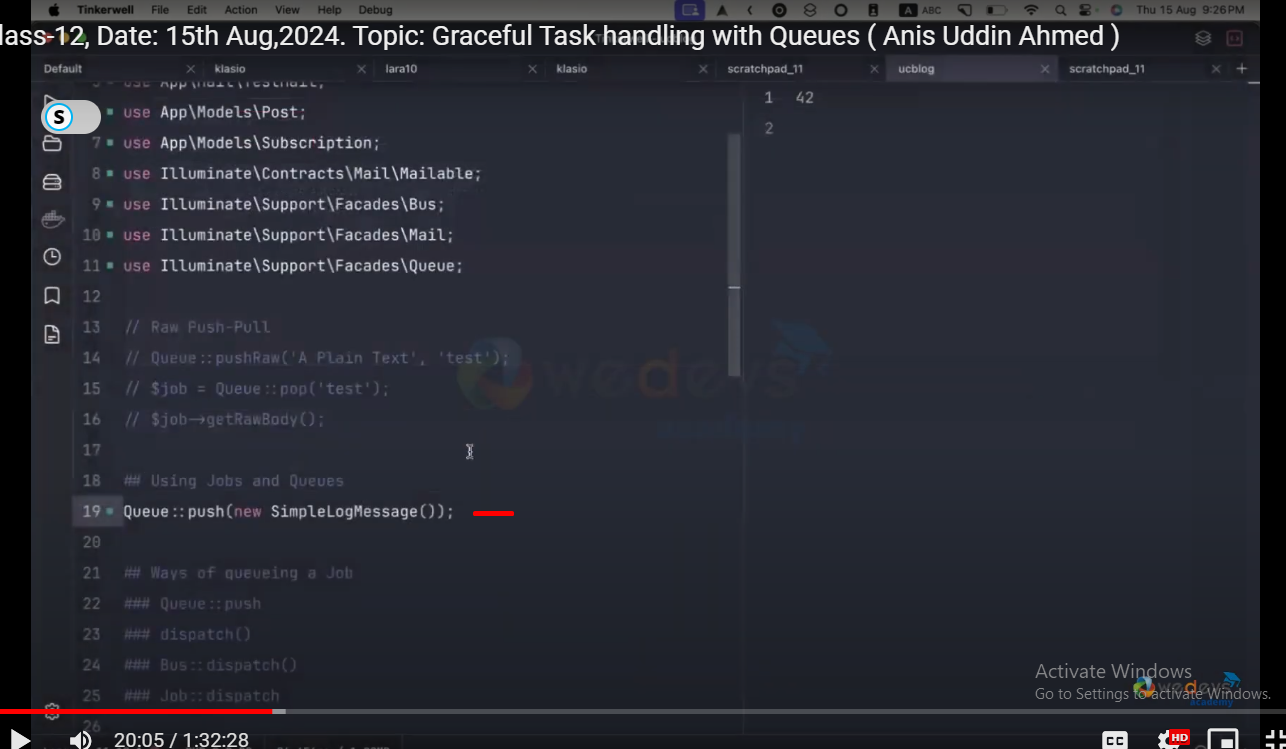 Tinkerwell File Edit Action View Help Debug
A ABC
Thu 15 Aug 9:26PM
lass-12, Date: 15th Aug,2024. Topic: Graceful Task handling with Queues ( Anis Uddin Ahmed )
Default klasio lara10 klasio scratchpad_11 ucblog scratchpad_11
use App\Mail\TestMail;
S
use App\Models\Post;
7 use App\Models\Subscription;
8 use Illuminate\Contracts\Mail\Mailable;
9 use Illuminate\Support\Facades\Bus;
10 use Illuminate\Support\Facades\Mail;
11 use Illuminate\Support\Facades\Queue;
12
13 // Raw Push-Pull
14 // Queue::pushRaw('A Plain Text', 'test');
15 // $job = Queue::pop('test');
16 // $job->getRawBody();
17
18 ## Using Jobs and Queues
19 Queue::push(new SimpleLogMessage());
20
21 ## Ways of queueing a Job
22 ### Queue::push
23 ### dispatch()
24 ### Bus::dispatch()
25 ### Job::dispatch
26
1 42
2
wedevs
academy
Activate Windows
Go to Settings to activate Windows.
wedevs
academy
20:05 / 1:32:28
CC
HD